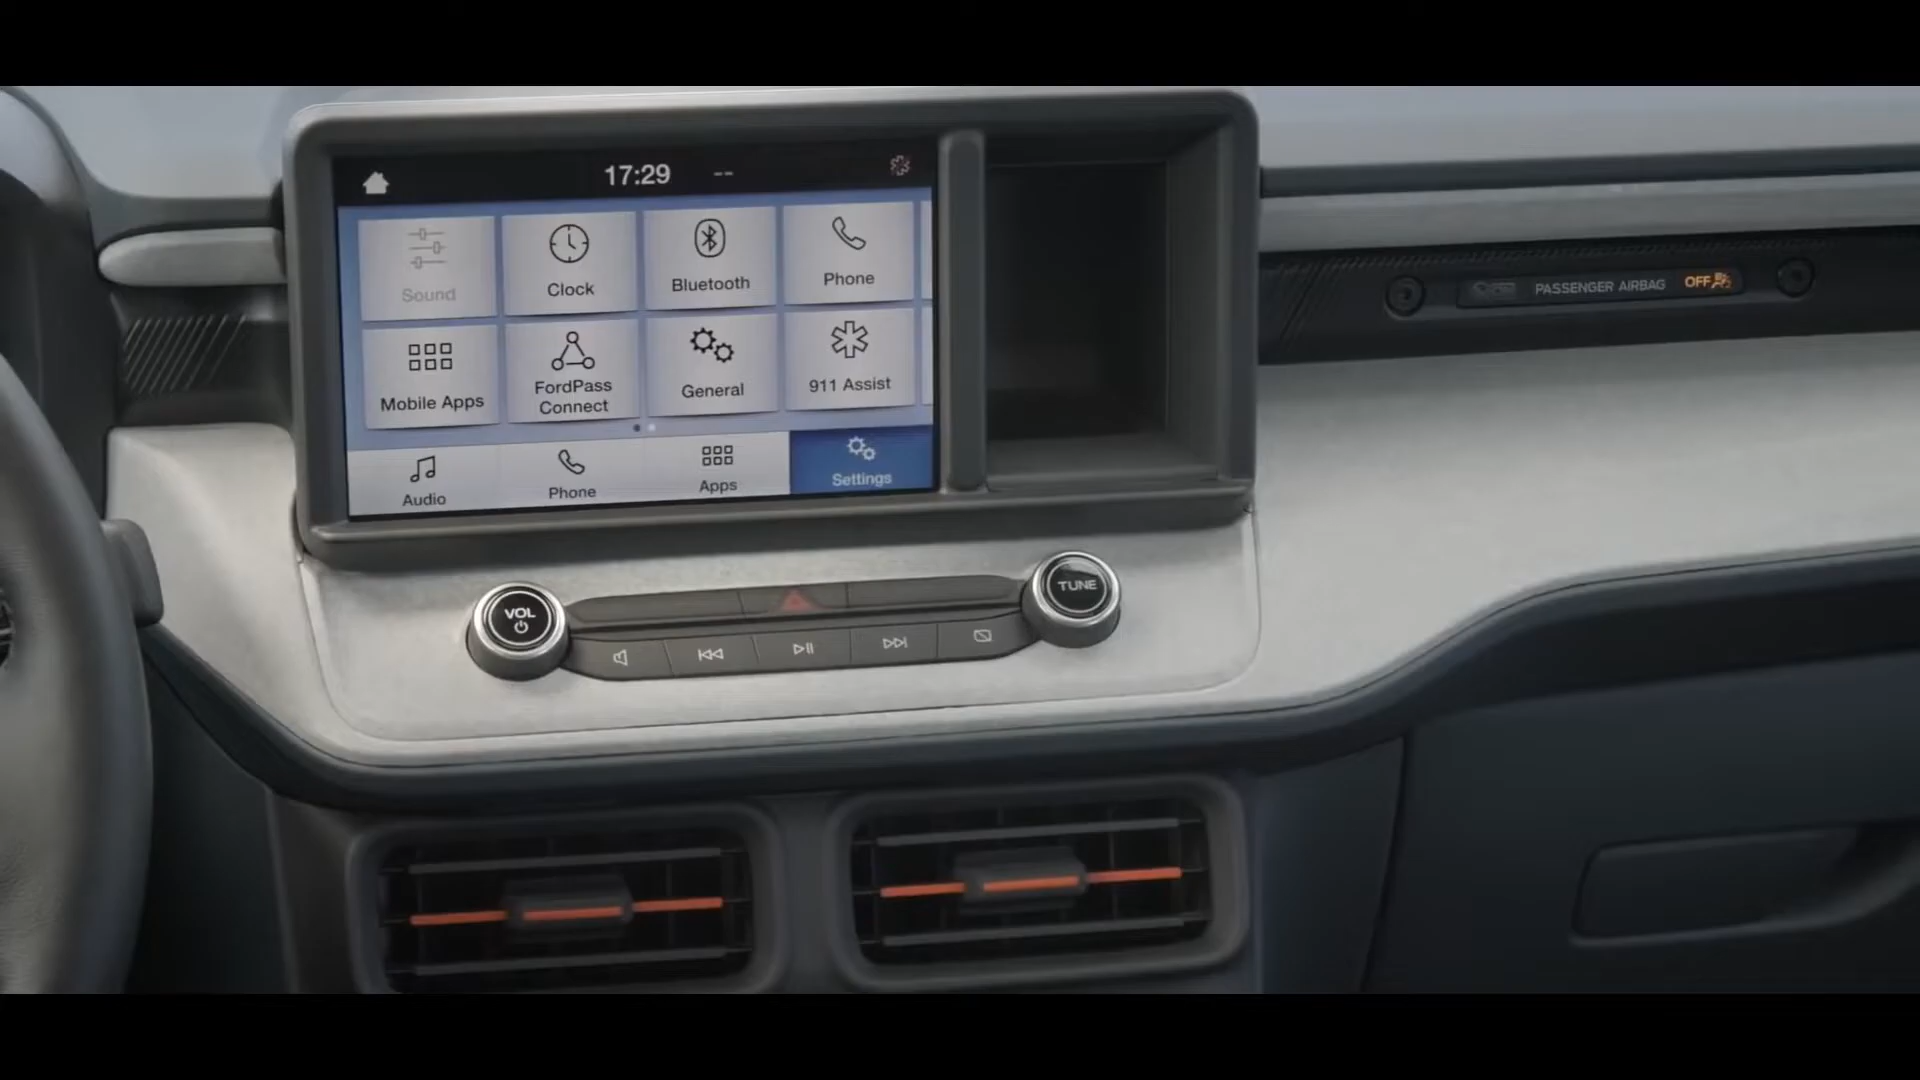 17:29 --
Sound
Clock
Bluetooth
Phone
Mobile Apps
FordPass
Connect
General
911 Assist
Audio
Phone
Apps
Settings
PASSENGER AIRBAG OFF
VOL
TUNE